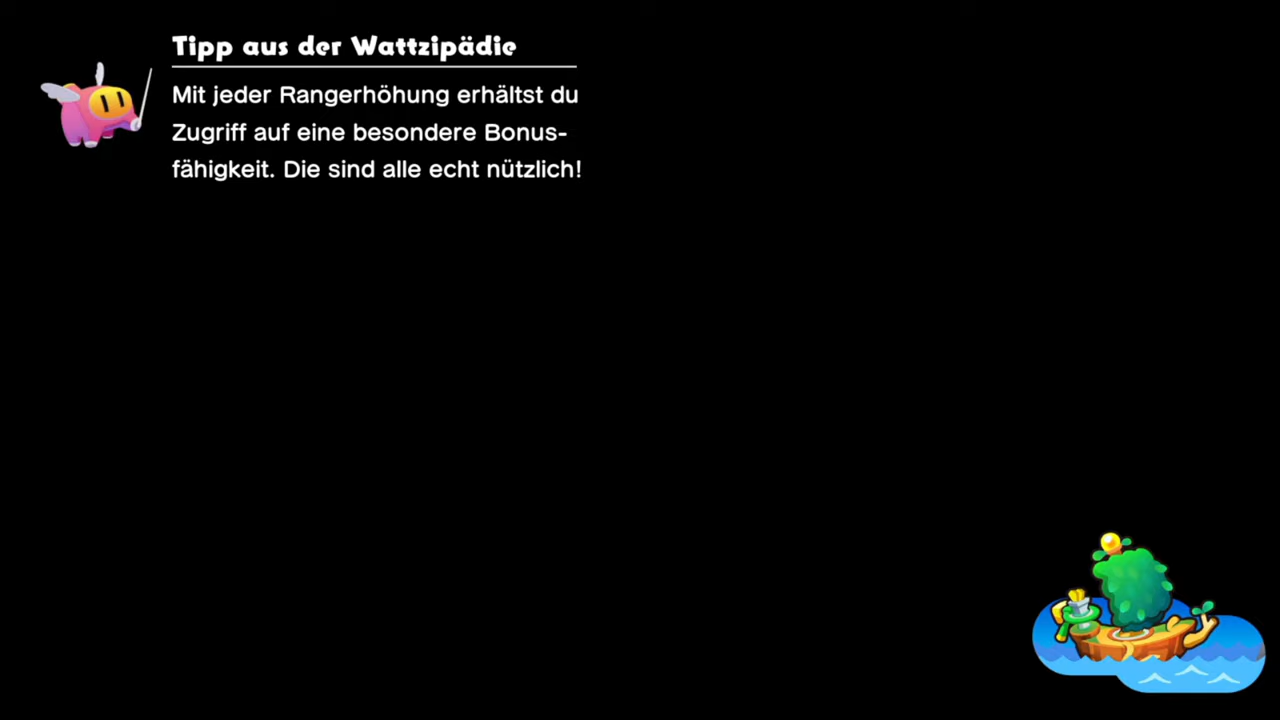 Tipp aus der Wattzipädie
Mit jeder Rangerhöhung erhältst du
Zugriff auf eine besondere Bonus-
fähigkeit. Die sind alle echt nützlich!